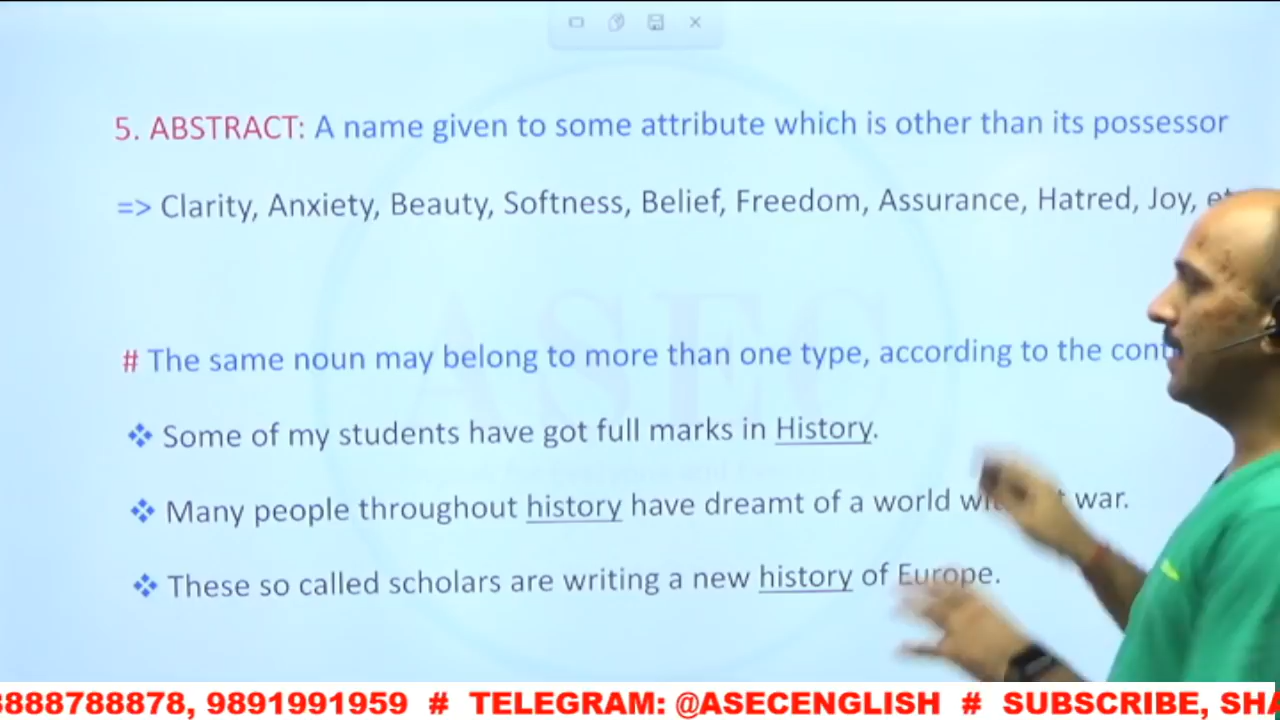 5. ABSTRACT: A name given to some attribute which is other than its possessor
=> Clarity, Anxiety, Beauty, Softness, Belief, Freedom, Assurance, Hatred, Joy,
ASEC
# The same noun may belong to more than one type, according to the
❖ Some of my students have got full marks in History.
❖ Many people throughout history have dreamt of a world war.
❖ These so called scholars are writing a new history of Europe.
8888788878, 9891991959 # TELEGRAM: @ASECENGLISH # SUBSCRIBE,